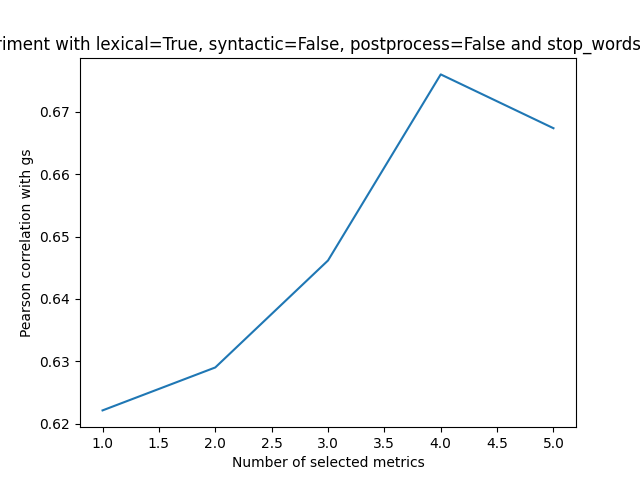 riment with lexical=True, syntactic=False, postprocess=False and stop_words
0.67
0.66
0.65
0.64
0.63
0.62
Pearson correlation with gs
1.0 1.5 2.0 2.5 3.0 3.5 4.0 4.5 5.0
Number of selected metrics